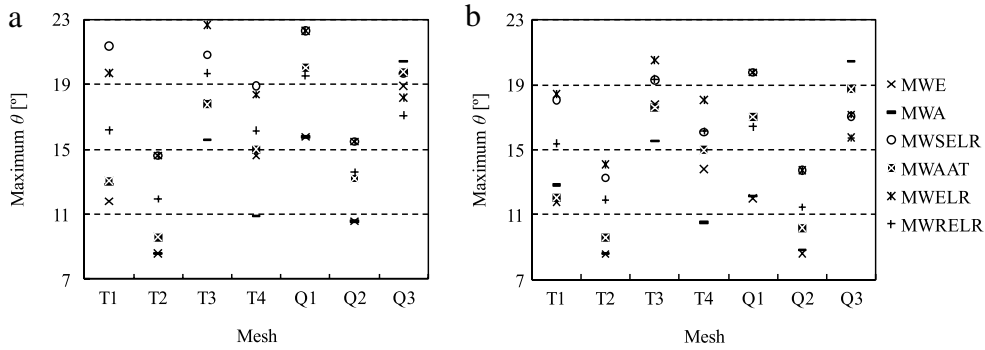 a
23
19
15
11
7
Maximum θ [º]
T1 T2 T3 T4 Q1 Q2 Q3
Mesh
b
23
19
15
11
7
Maximum θ [º]
T1 T2 T3 T4 Q1 Q2 Q3
Mesh
MWE
MWA
MWSELR
MWAAT
MWELR
MWRELR